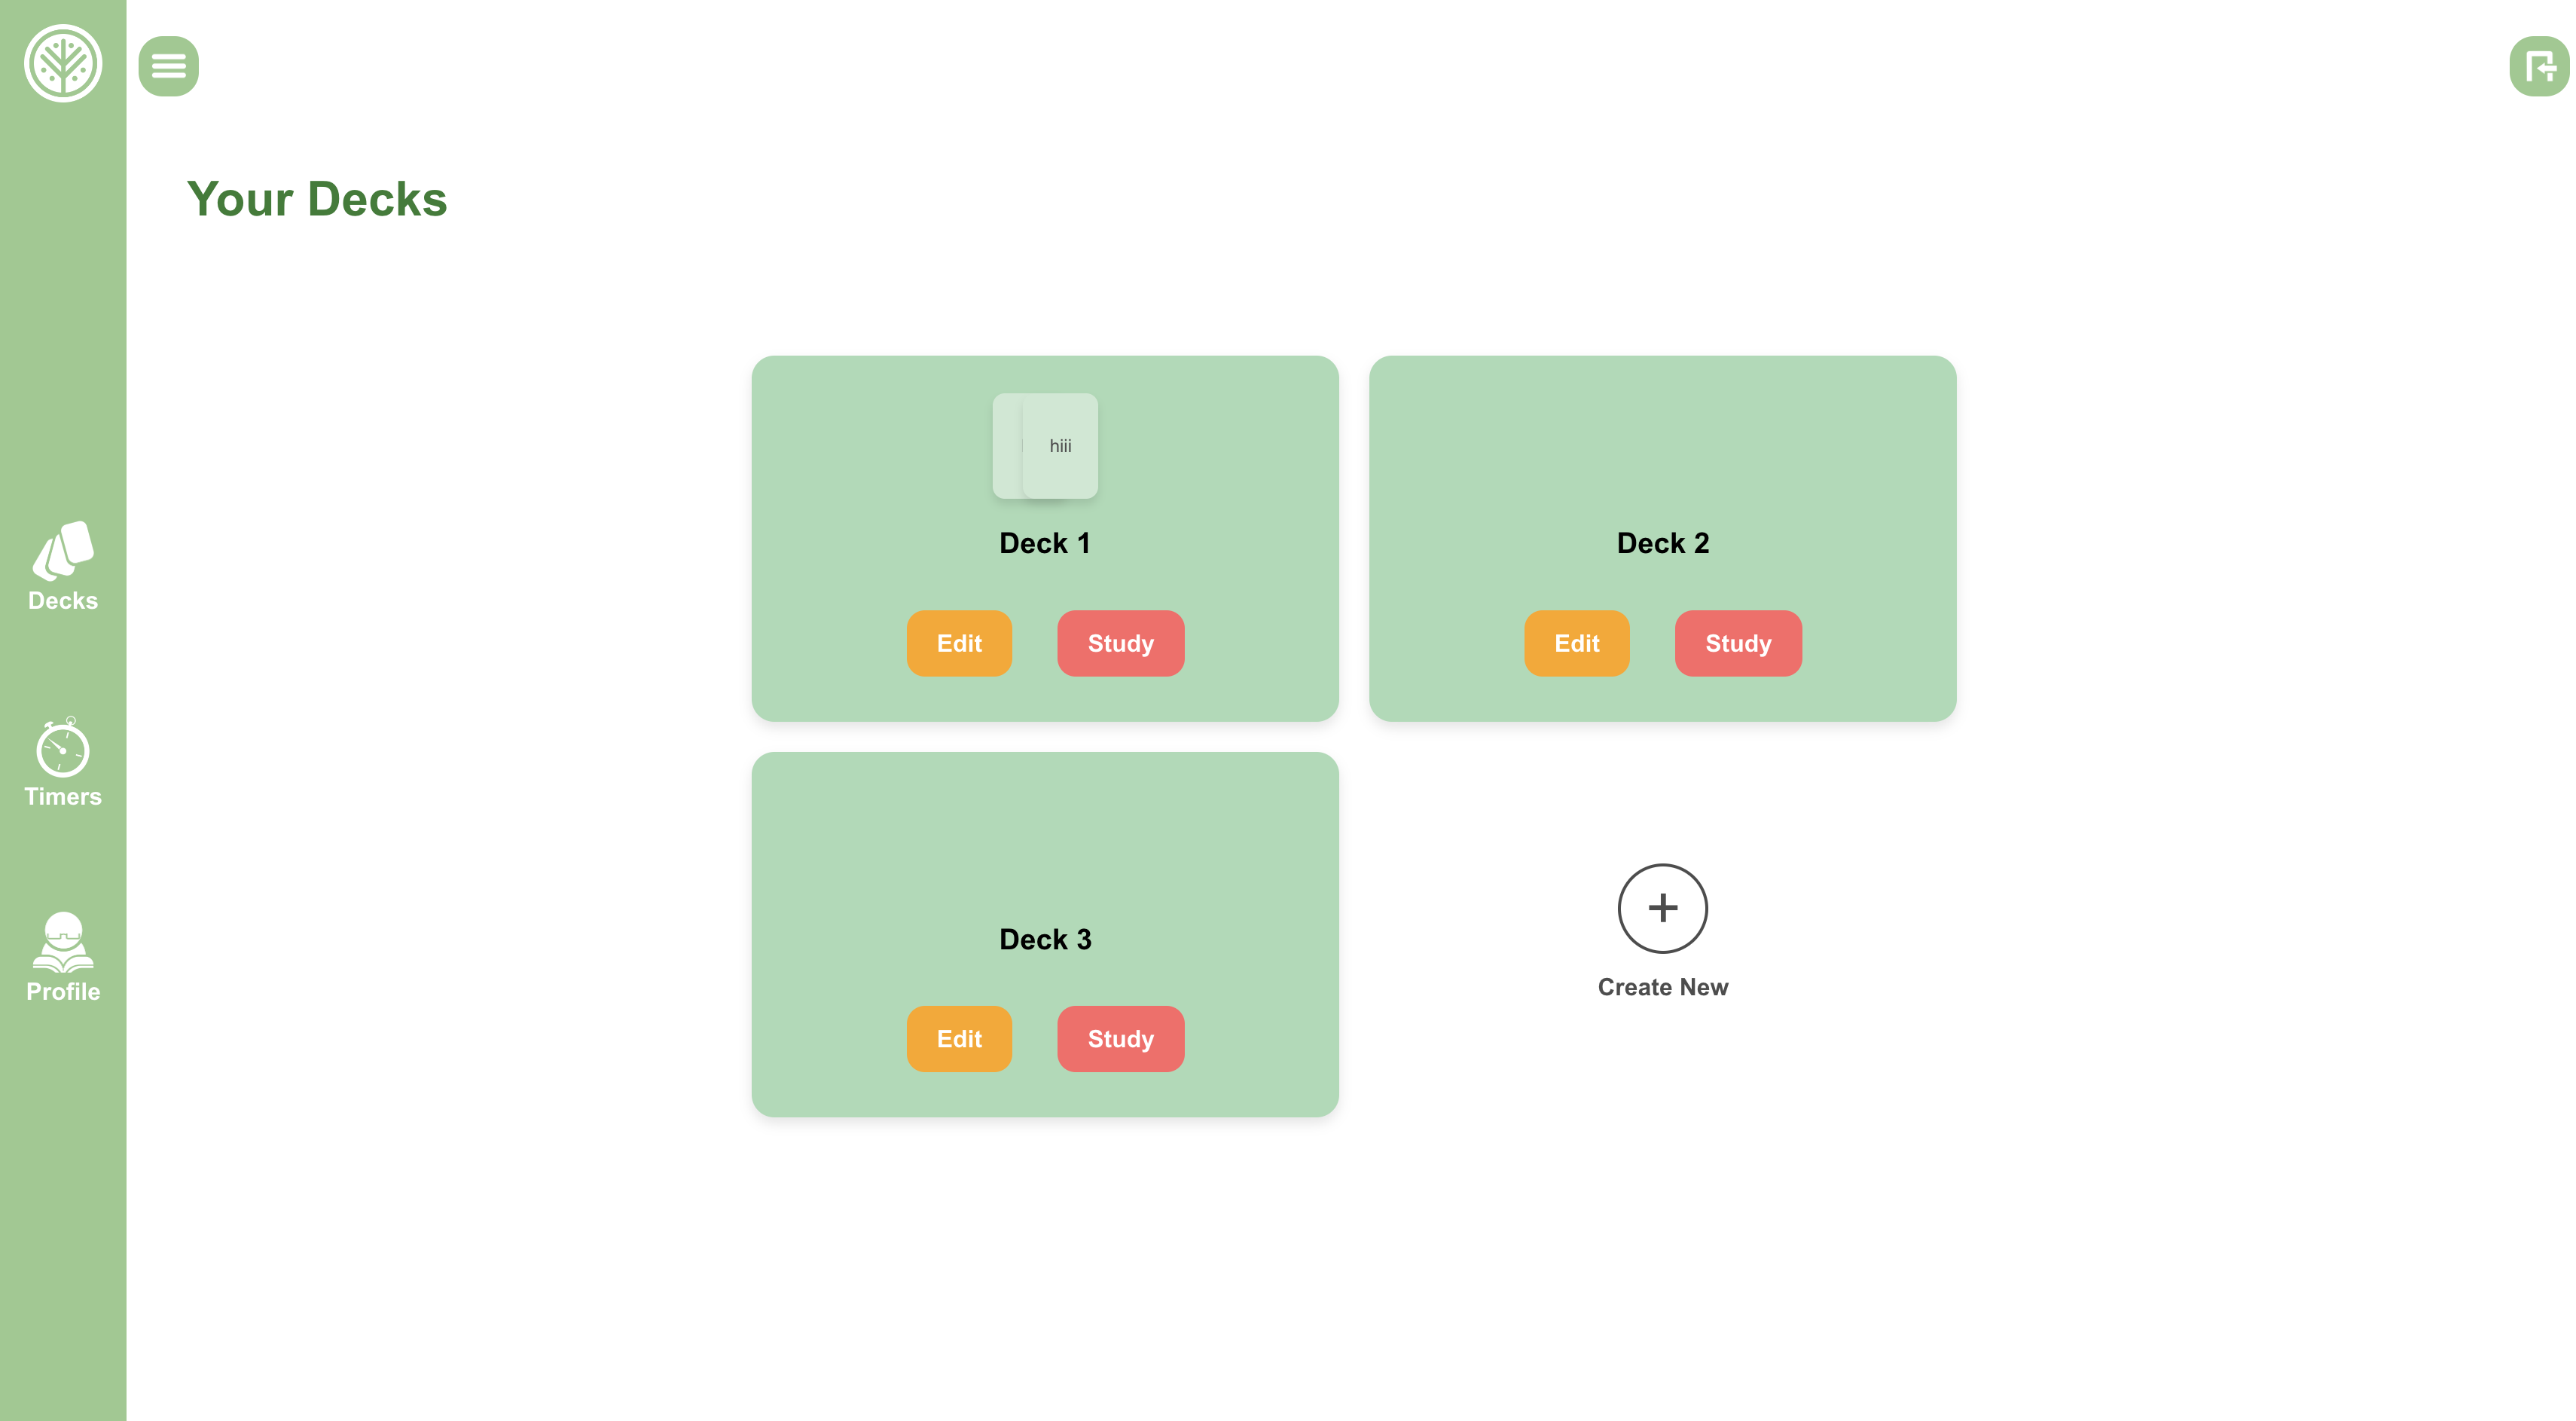 Your Decks
Decks
Timers
Profile
hiii
Deck 1
Edit
Study
Deck 2
Edit
Study
Deck 3
Edit
Study
+
Create New